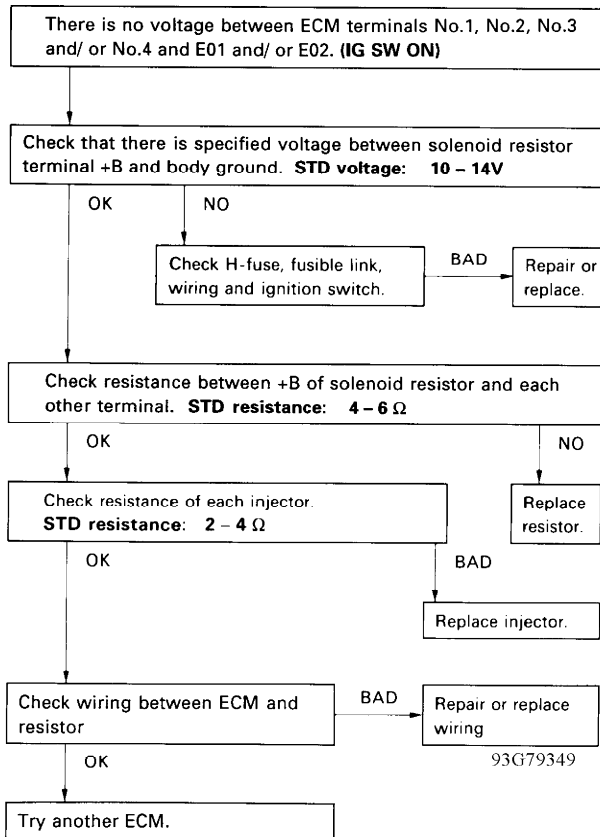 There is no voltage between ECM terminals No.1, No.2, No.3
and/ or No.4 and E01 and/ or E02. (IG SW ON)
Check that there is specified voltage between solenoid resistor
terminal +B and body ground. STD voltage: 10 – 14V
OK
NO
Check H-fuse, fusible link,
wiring and ignition switch.
BAD
Repair or
replace.
Check resistance between +B of solenoid resistor and each
other terminal. STD resistance: 4 – 6 Ω
OK
NO
Check resistance of each injector.
STD resistance: 2 – 4 Ω
Replace
resistor.
OK
BAD
Replace injector.
Check wiring between ECM and
resistor
BAD
Repair or replace
wiring
93G79349
OK
Try another ECM.